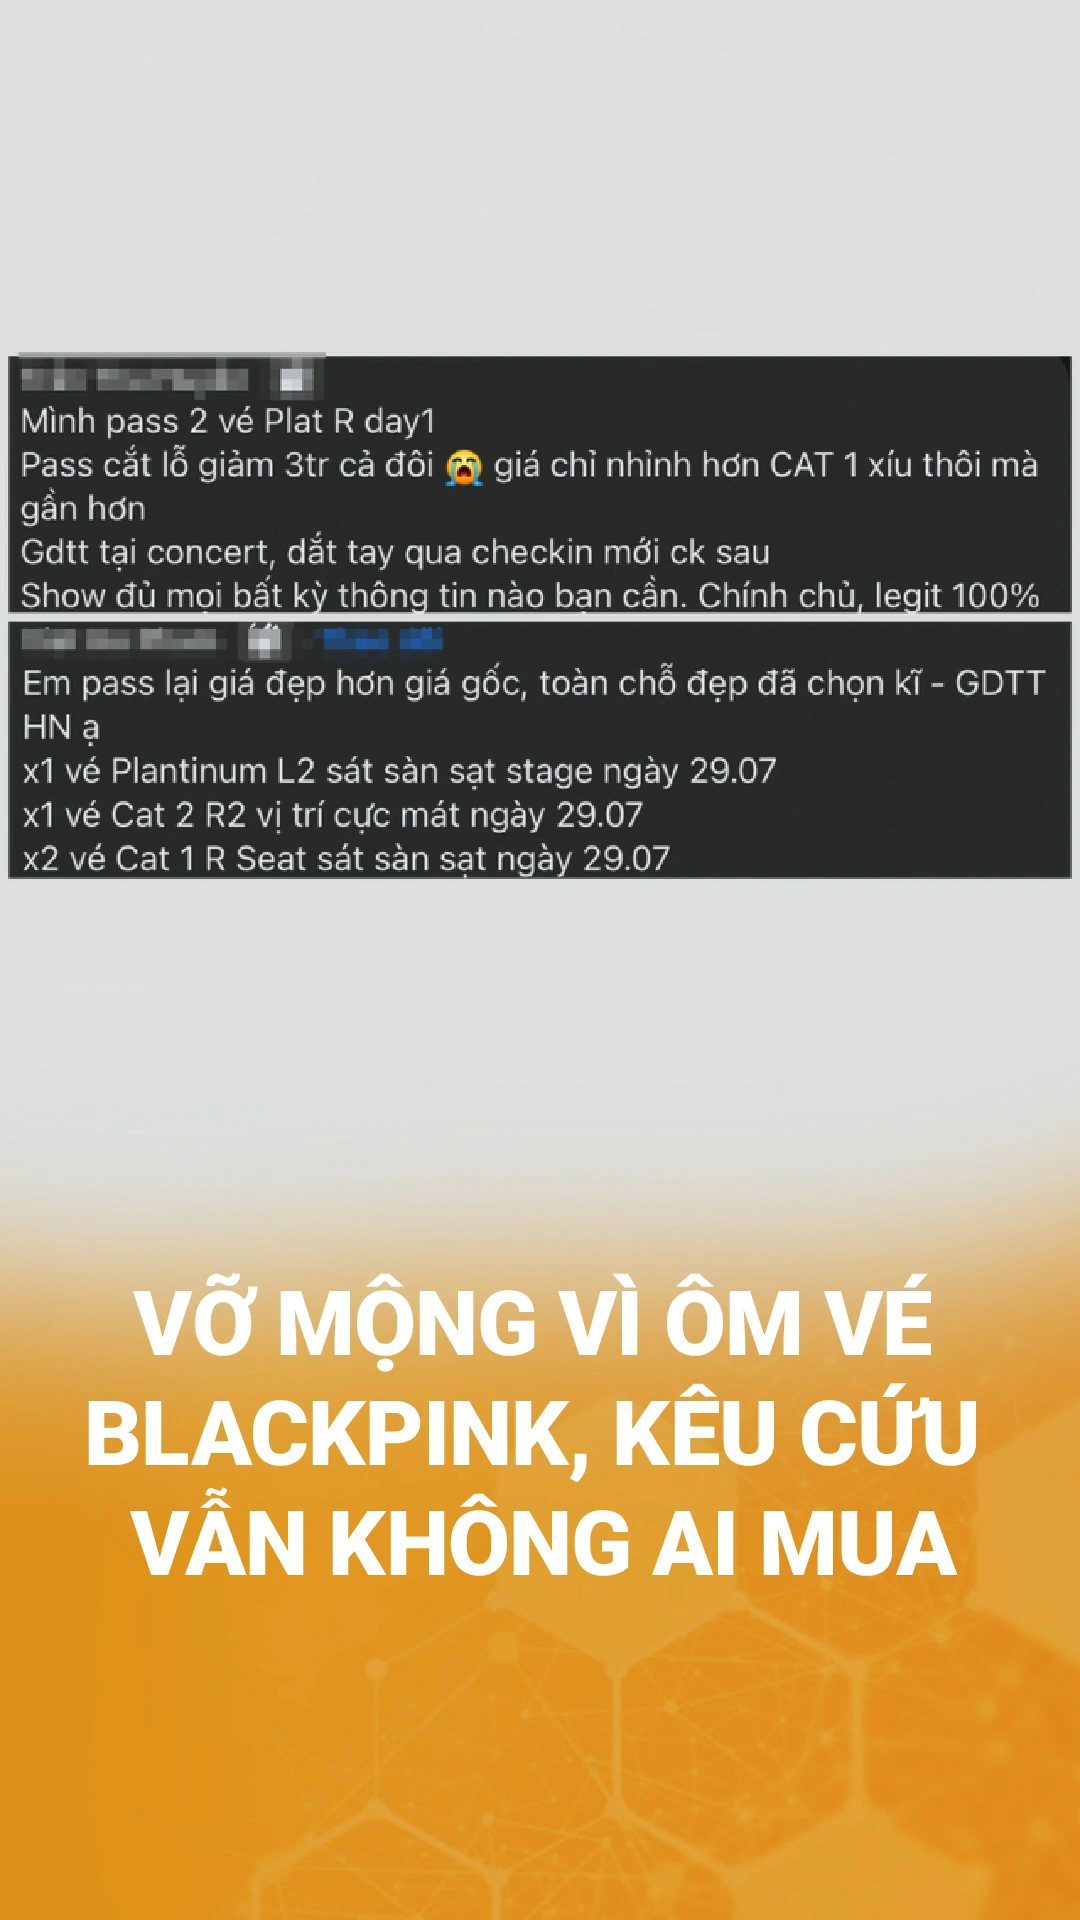 Mình pass 2 vé Plat R day1
Pass cắt lỗ giảm 3tr cả đôi 😭 giá chỉ nhỉnh hơn CAT 1 xíu thôi mà
gần hơn
Gdtt tại concert, dắt tay qua checkin mới ck sau
Show đủ mọi bất kỳ thông tin nào bạn cần. Chính chủ, legit 100%
Em pass lại giá đẹp hơn giá gốc, toàn chỗ đẹp đã chọn kĩ - GDTT
HN ạ
x1 vé Plantinum L2 sát sàn sạt stage ngày 29.07
x1 vé Cat 2 R2 vị trí cực mát ngày 29.07
x2 vé Cat 1 R Seat sát sàn sạt ngày 29.07
VỠ MỘNG VÌ ÔM VÉ
BLACKPINK, KÊU CỨU
VẪN KHÔNG AI MUA